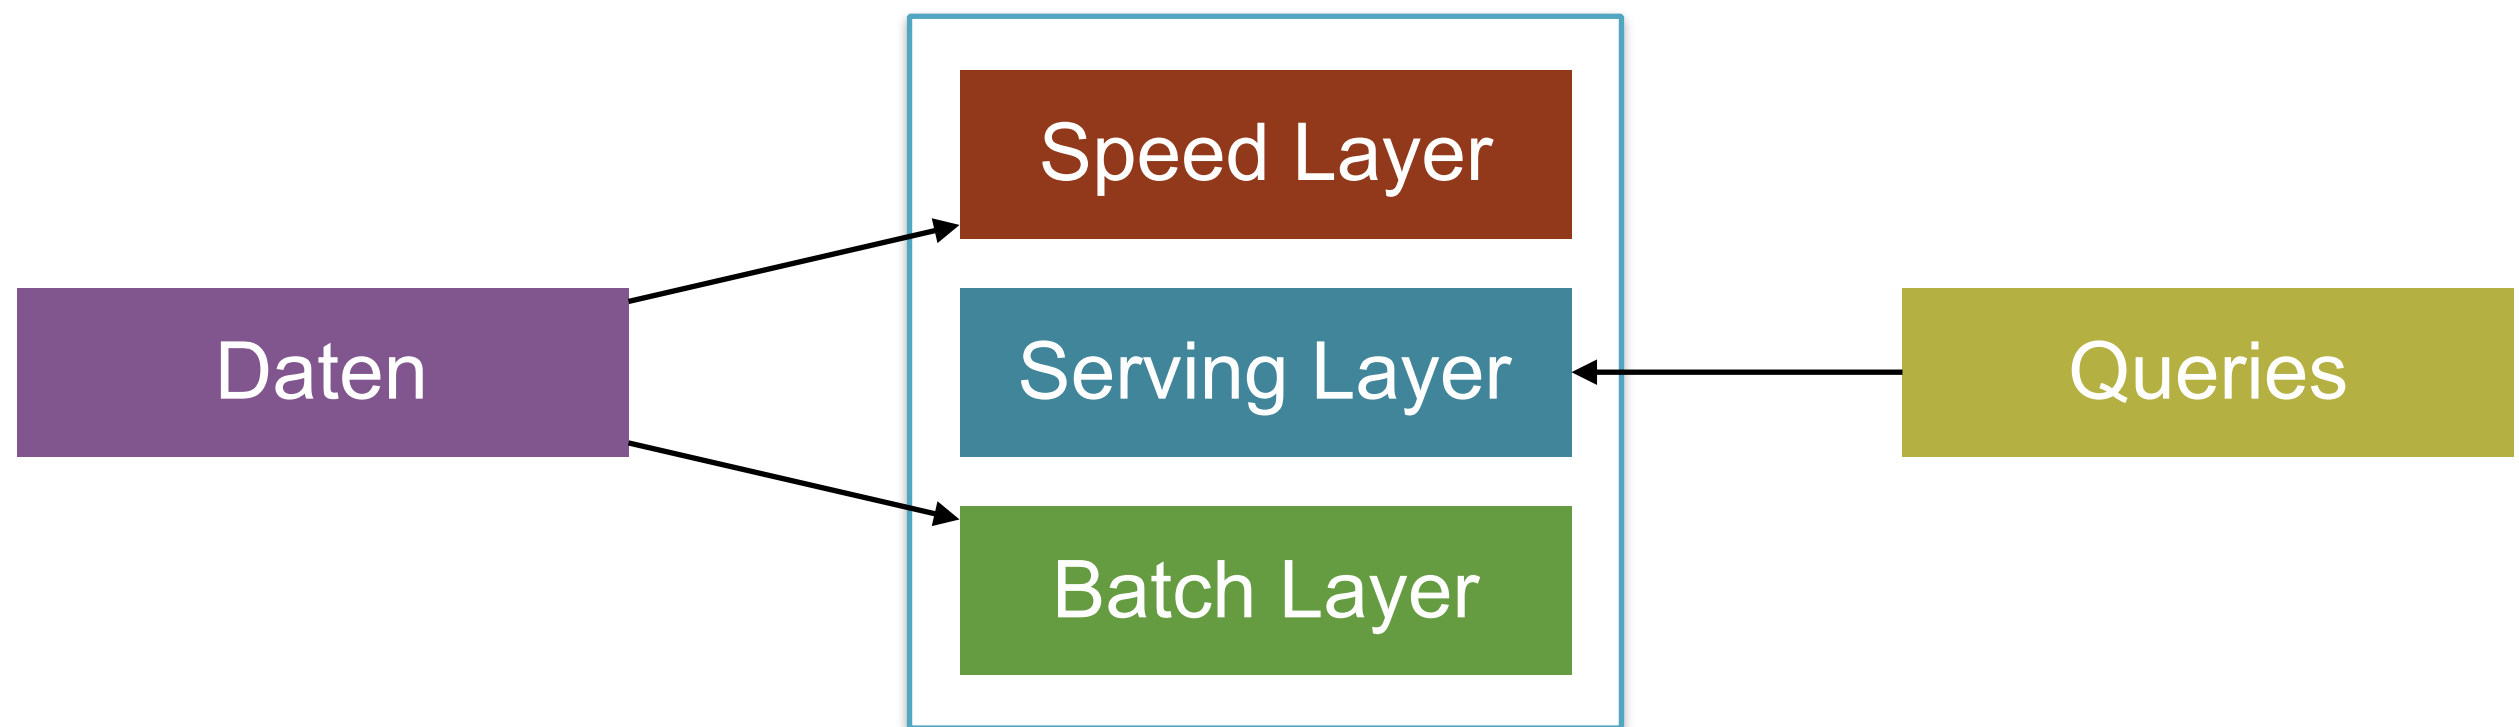 Speed Layer
Daten
Serving Layer
Queries
Batch Layer